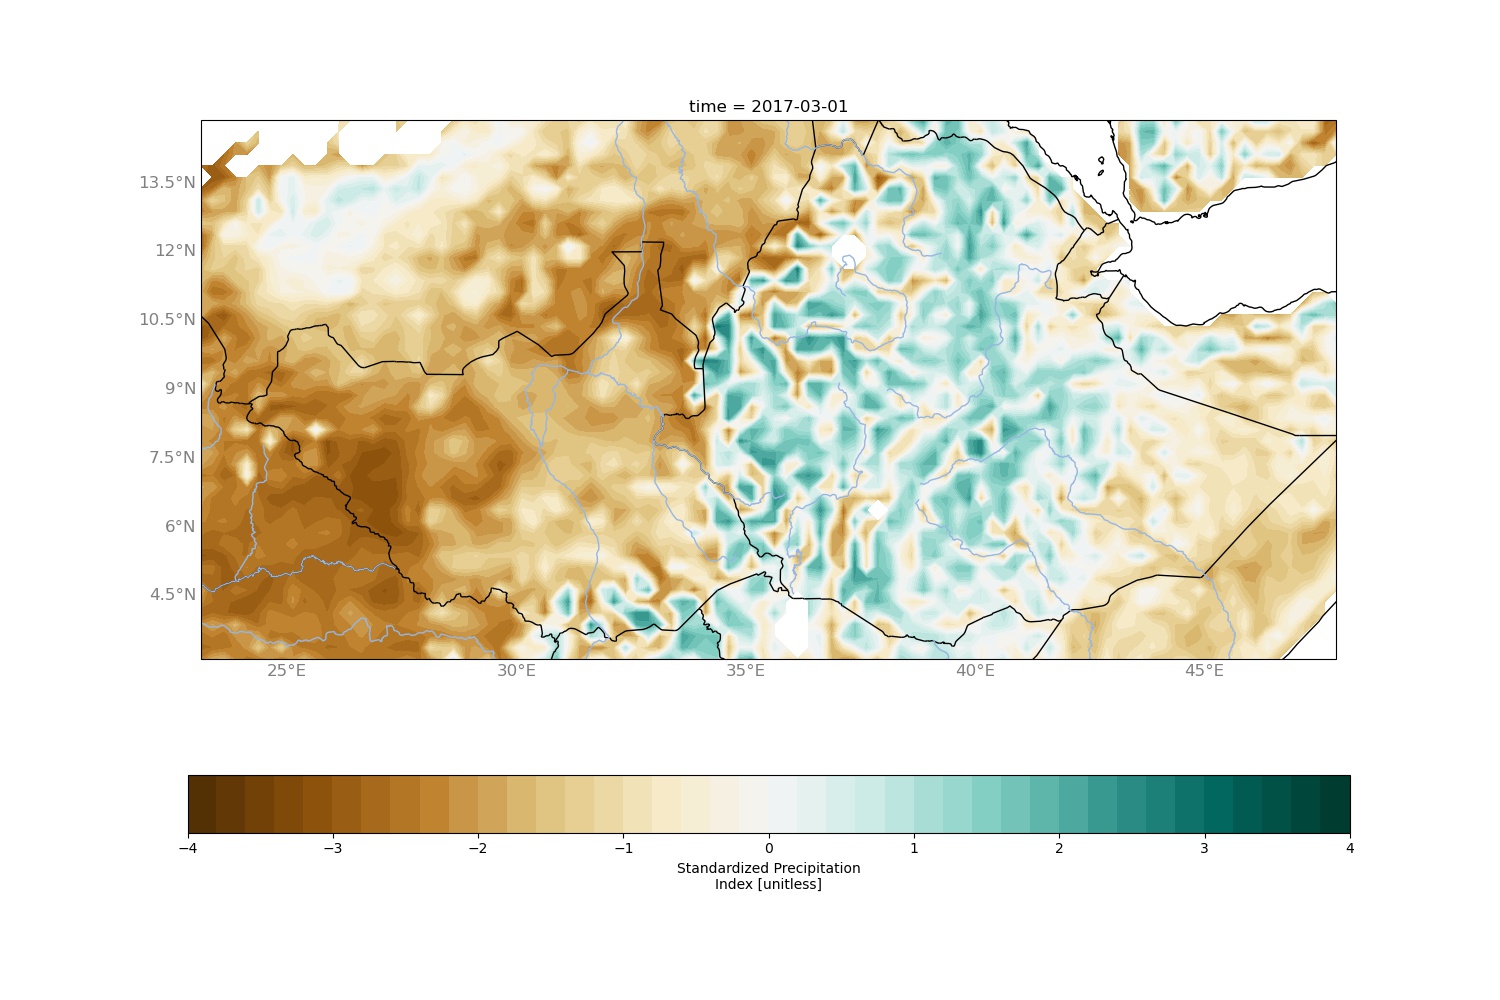 time = 2017-03-01
13.5°N
12°N
10.5°N
9°N
7.5°N
6°N
4.5°N
25°E 30°E 35°E 40°E 45°E
−4 −3 −2 −1 0 1 2 3 4
Standardized Precipitation
Index [unitless]